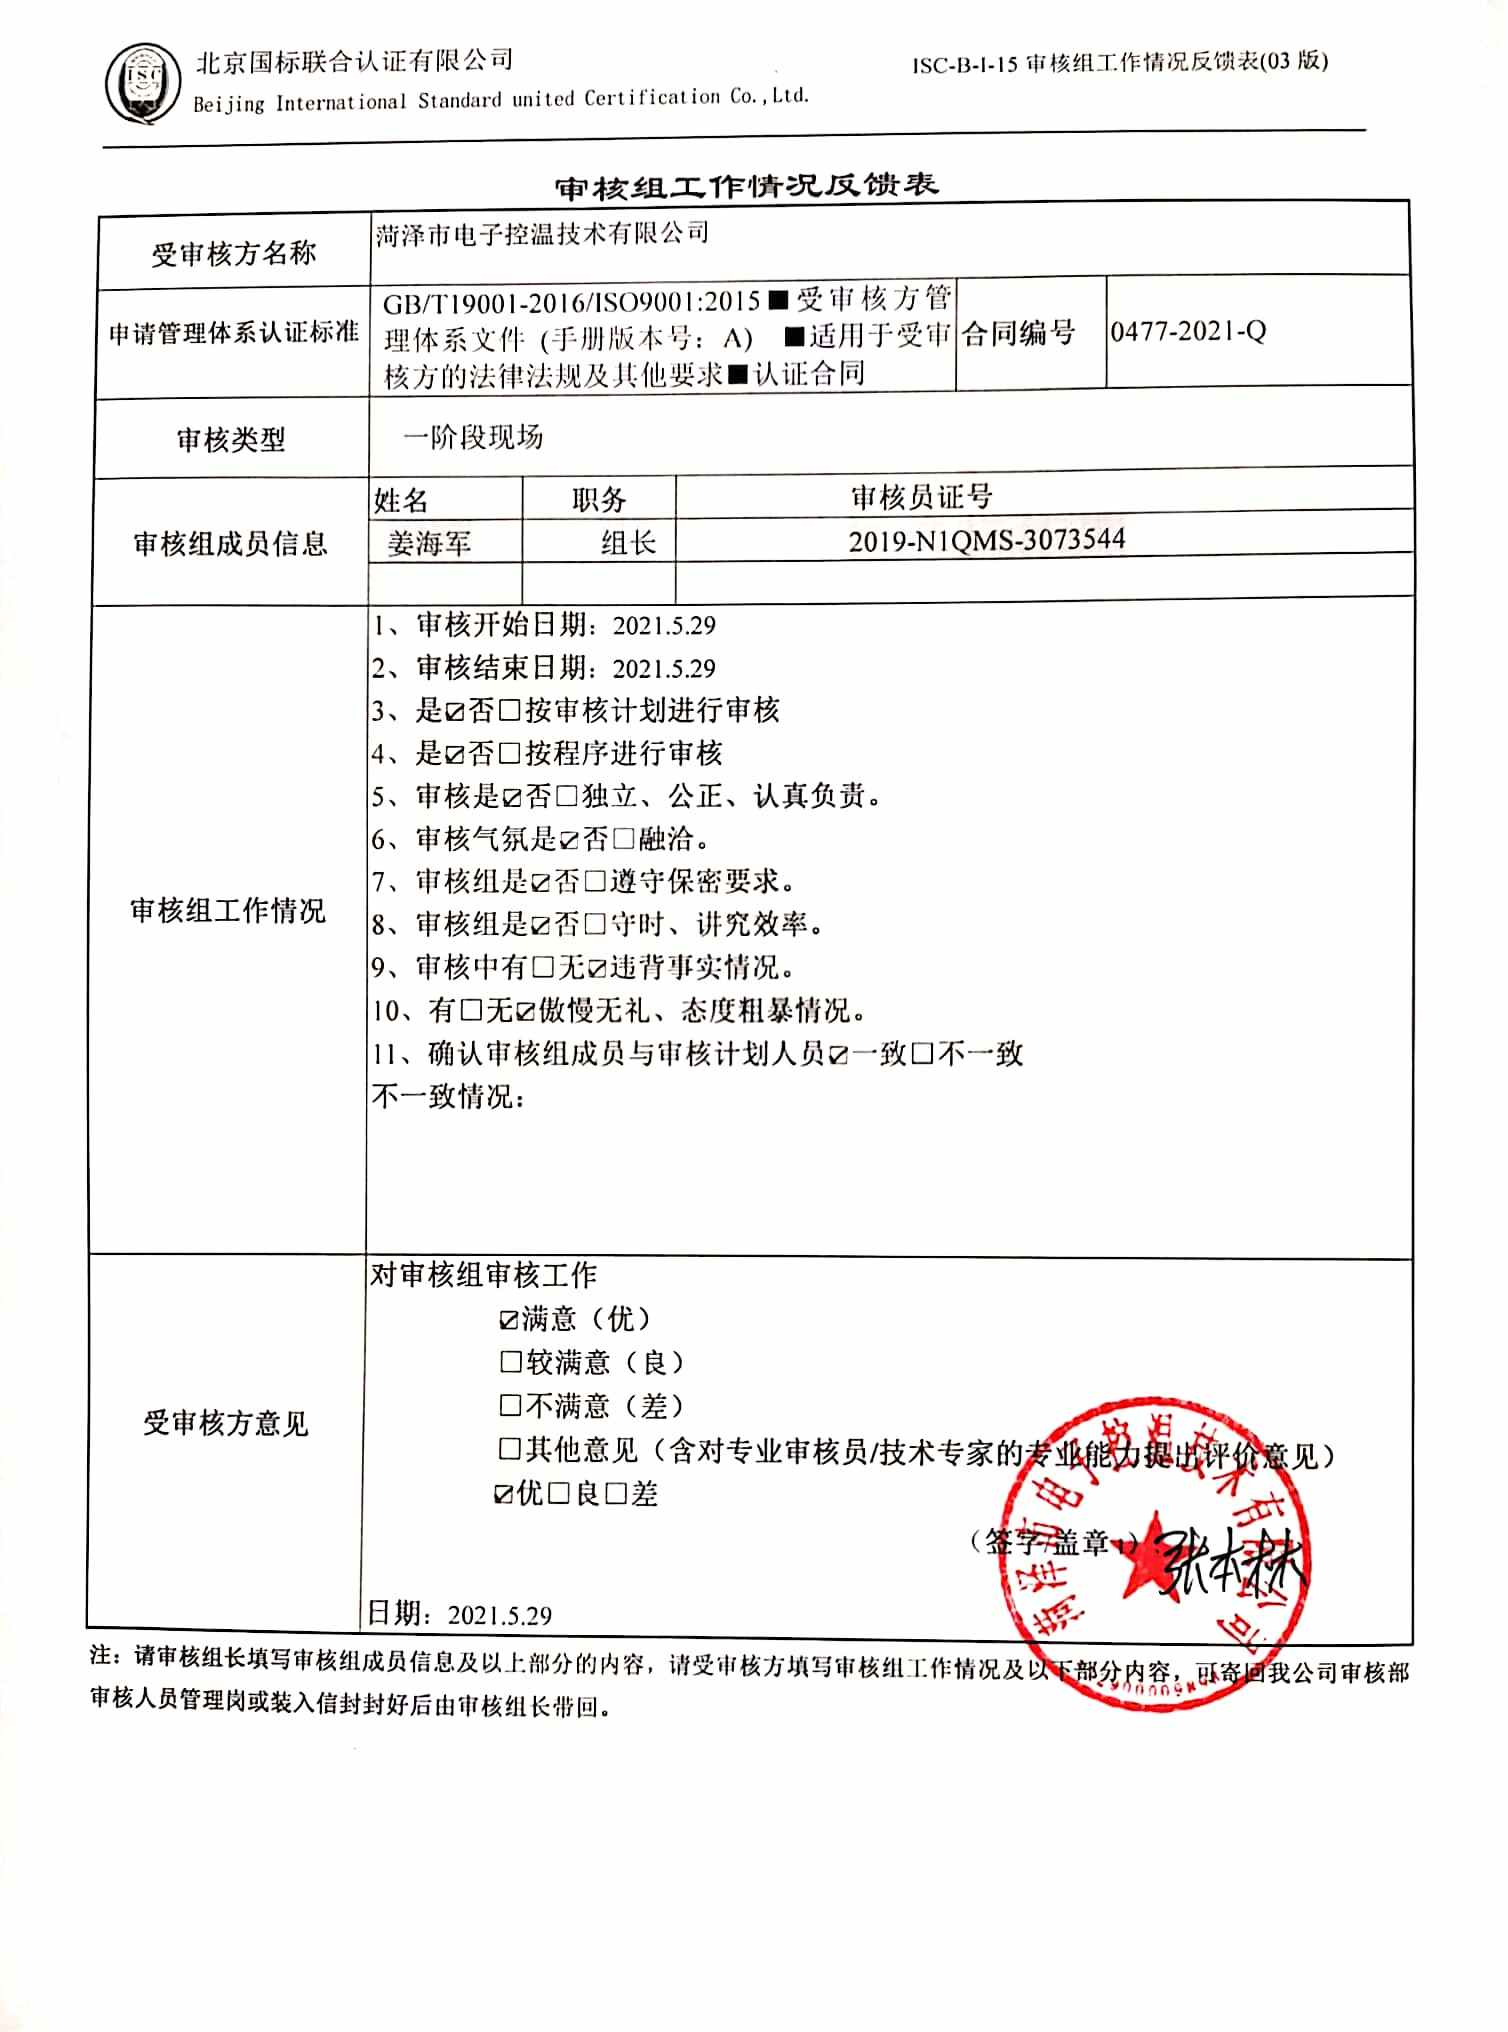 北京国标联合认证有限公司
ISC-B-I-15 审核组工作情况反馈表(03 版)
Beijing International Standard united Certification Co.,Ltd.
ISC
审核组工作情况反馈表
受审核方名称
菏泽市电子控温技术有限公司
申请管理体系认证标准
GB/T19001-2016/ISO9001:2015■受审核方管
理体系文件 (手册版本号：A) ■适用于受审
核方的法律法规及其他要求■认证合同
合同编号
0477-2021-Q
审核类型
一阶段现场
审核组成员信息
姓名 职务 审核员证号
姜海军 组长 2019-N1QMS-3073544
审核组工作情况
1、审核开始日期：2021.5.29
2、审核结束日期：2021.5.29
3、是☑否□按审核计划进行审核
4、是☑否□按程序进行审核
5、审核是☑否□独立、公正、认真负责。
6、审核气氛是☑否□融洽。
7、审核组是☑否□遵守保密要求。
8、审核组是☑否□守时、讲究效率。
9、审核中有□无☑违背事实情况。
10、有□无☑傲慢无礼、态度粗暴情况。
11、确认审核组成员与审核计划人员☑一致□不一致
不一致情况：
受审核方意见
对审核组审核工作
☑满意（优）
□较满意（良）
□不满意（差）
□其他意见（含对专业审核员/技术专家的专业能力提出评价意见）
☑优□良□差
（签字/盖章）：张本林
菏泽市电子控温技术有限公司
日期：2021.5.29
注：请审核组长填写审核组成员信息及以上部分的内容，请受审核方填写审核组工作情况及以下部分内容，可寄回我公司审核部
审核人员管理岗或装入信封封好后由审核组长带回。